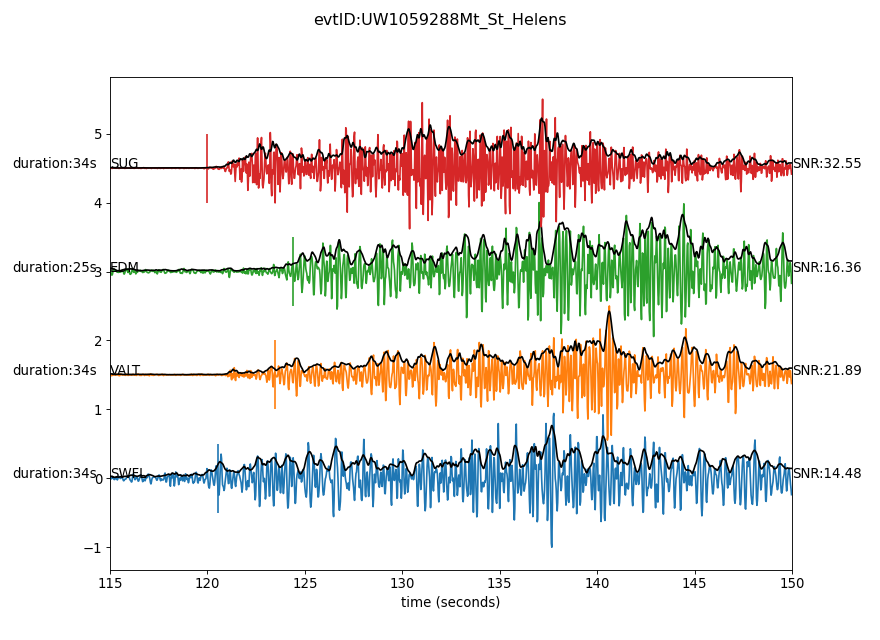 evtID:UW1059288Mt_St_Helens
5
duration:34s SUG SNR:32.55
4
duration:25s 3 EDM SNR:16.36
2
duration:34s VALT SNR:21.89
1
duration:34s 0 SWFL SNR:14.48
−1
115 120 125 130 135 140 145 150
time (seconds)